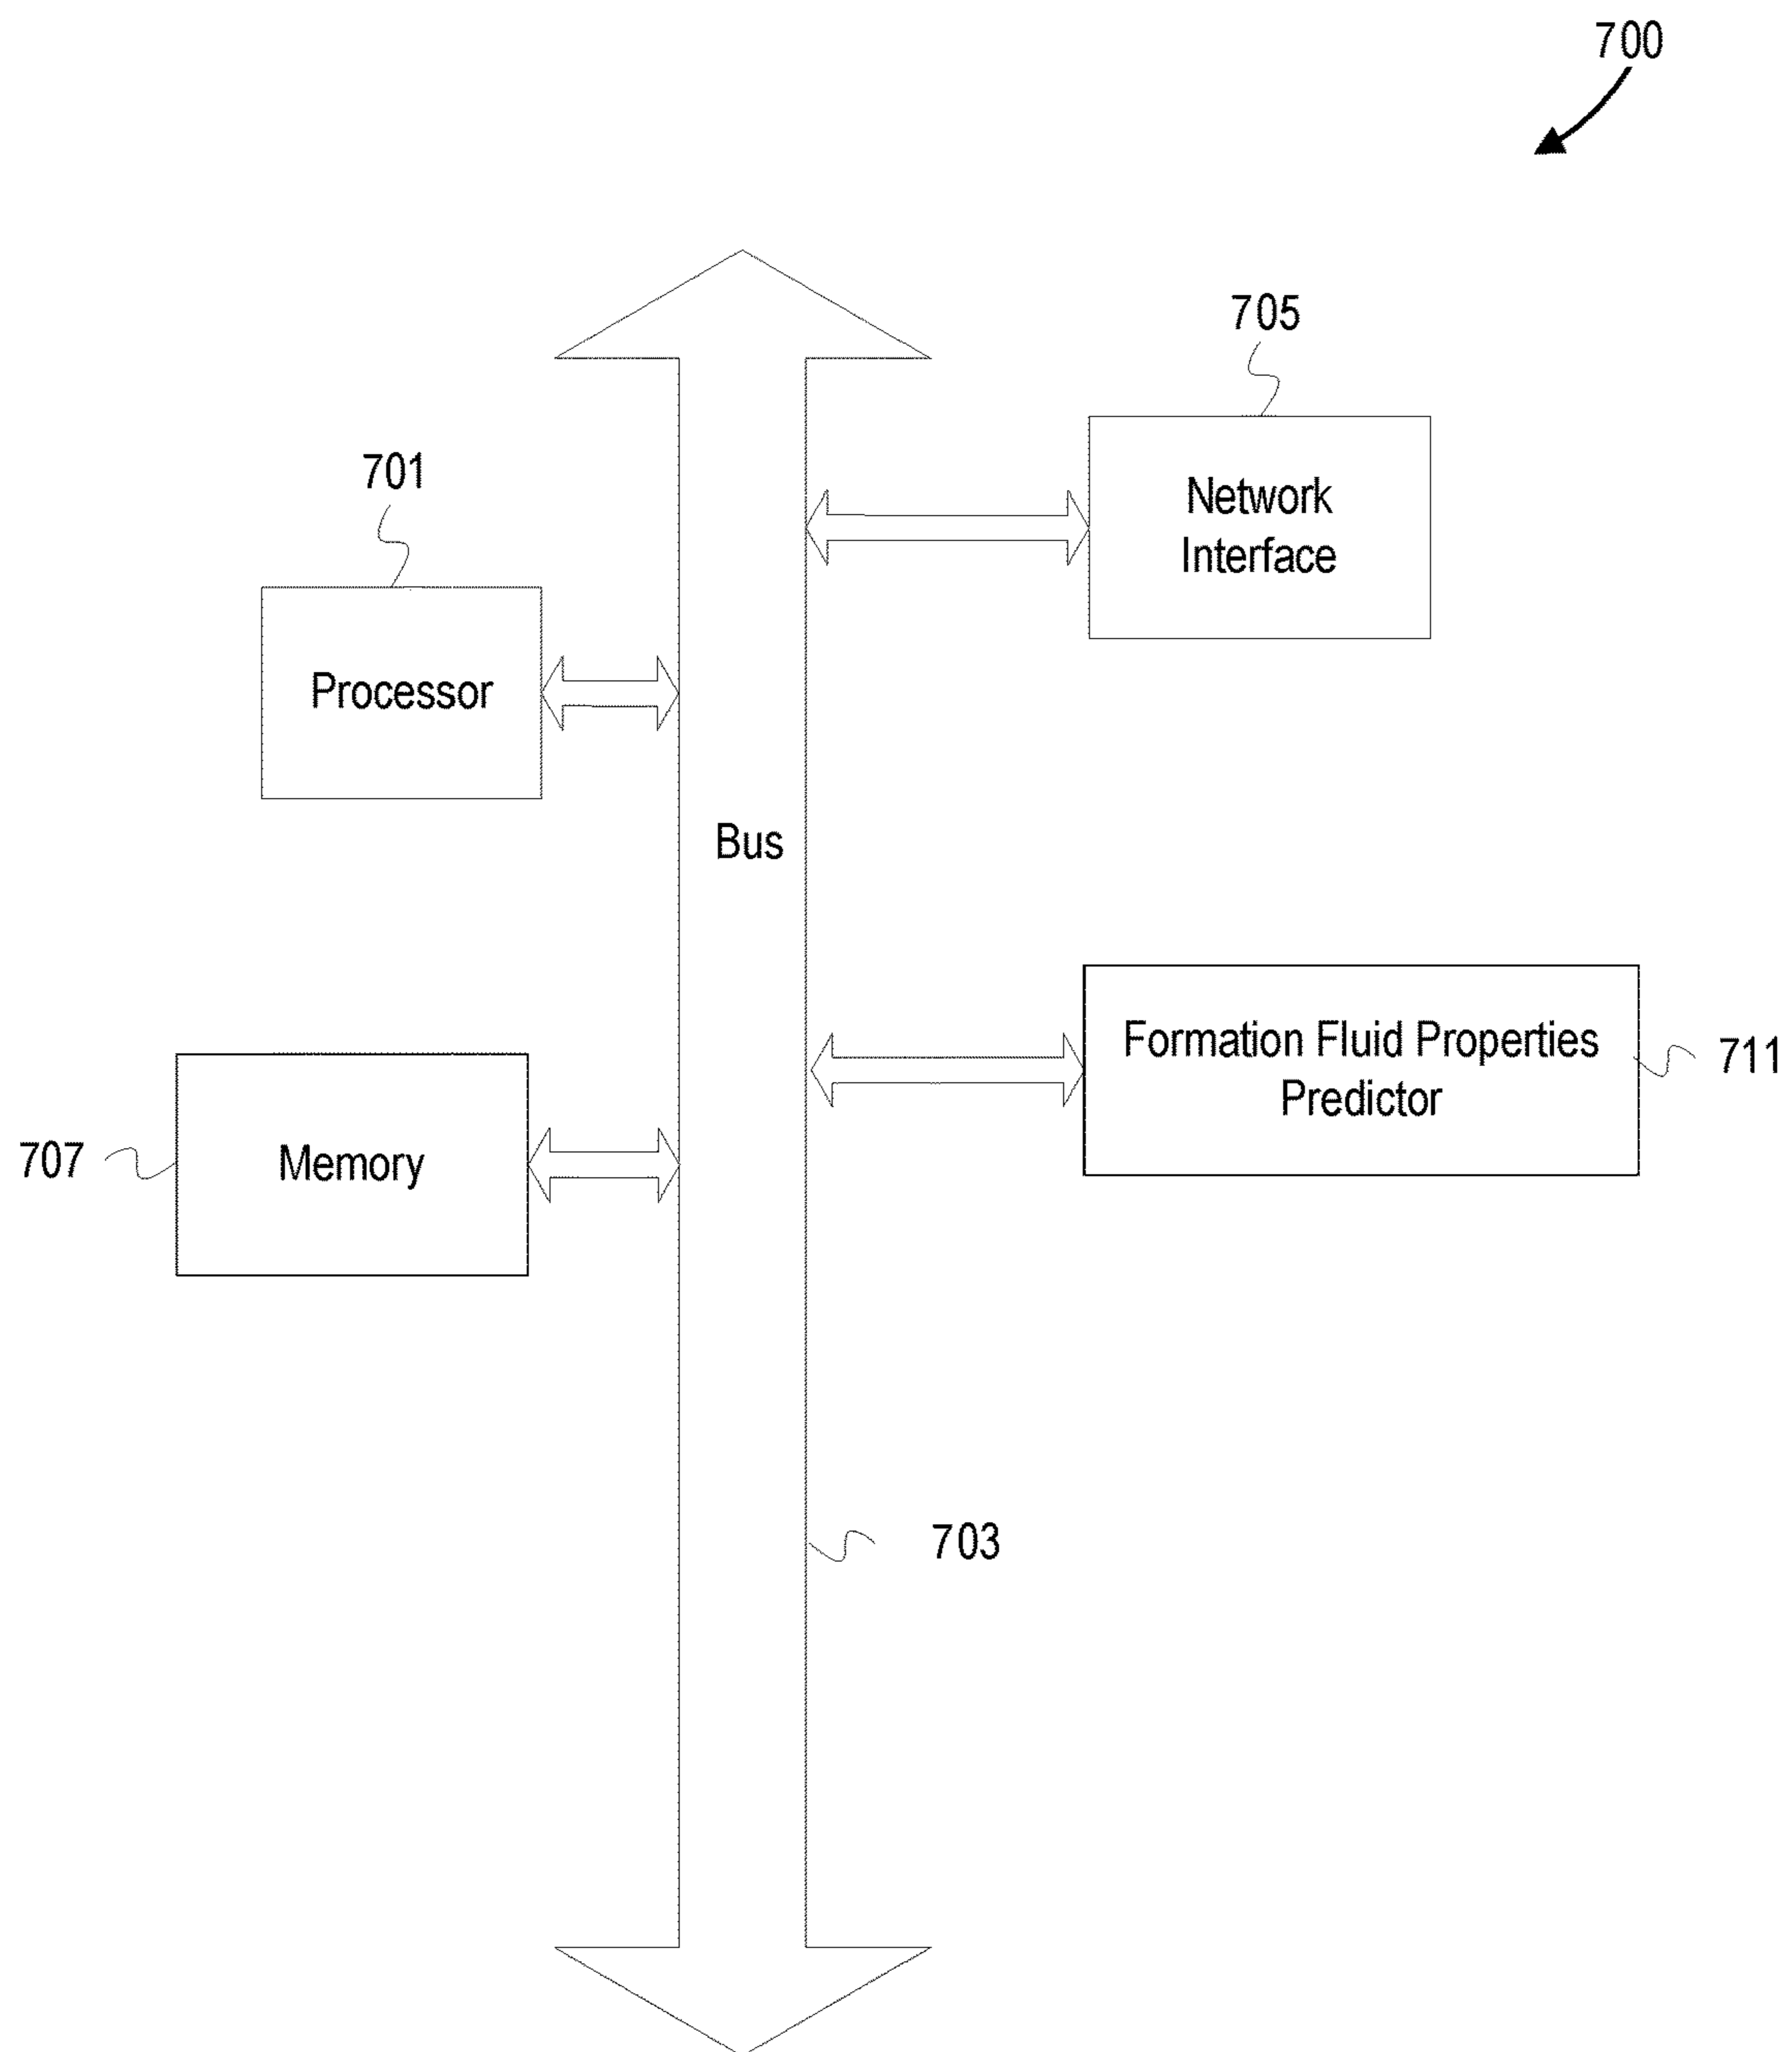 700
705
Network
Interface
701
Processor
Bus
Formation Fluid Properties
Predictor
711
707
Memory
703